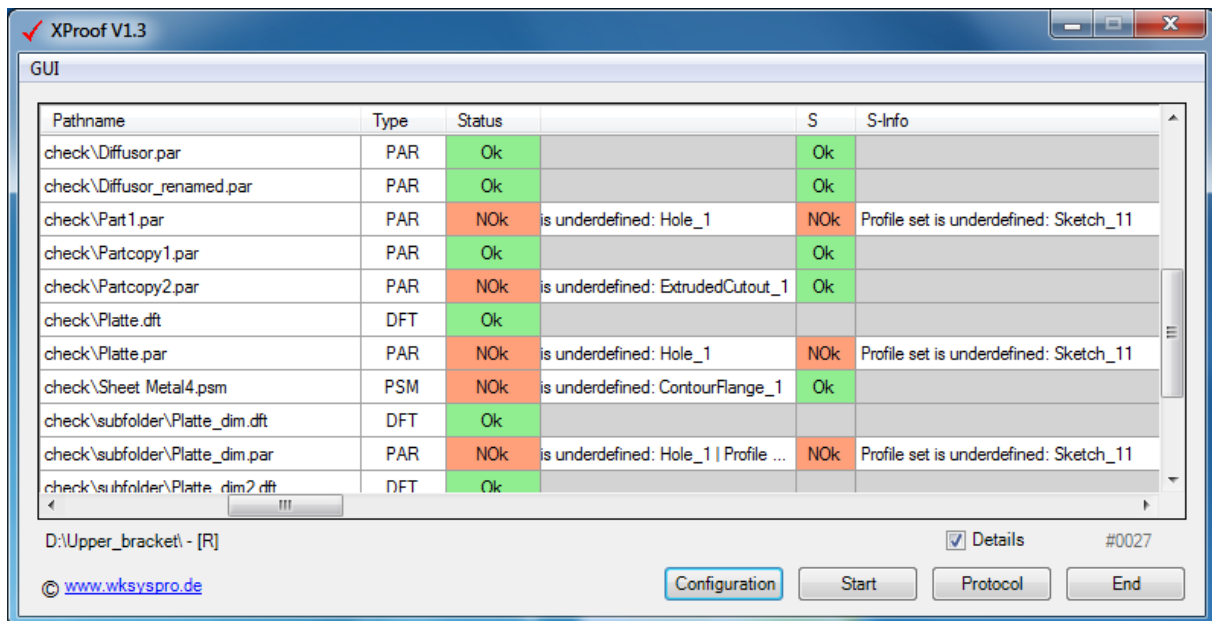 XProof V1.3
GUI
Pathname Type Status S S-Info
check\Diffusor.par PAR Ok Ok
check\Diffusor_renamed.par PAR Ok Ok
check\Part1.par PAR NOk is underdefined: Hole_1 NOk Profile set is underdefined: Sketch_11
check\Partcopy1.par PAR Ok Ok
check\Partcopy2.par PAR NOk is underdefined: ExtrudedCutout_1 Ok
check\Platte.dft DFT Ok
check\Platte.par PAR NOk is underdefined: Hole_1 NOk Profile set is underdefined: Sketch_11
check\Sheet Metal4.psm PSM NOk is underdefined: ContourFlange_1 Ok
check\subfolder\Platte_dim.dft DFT Ok
check\subfolder\Platte_dim.par PAR NOk is underdefined: Hole_1 | Profile ... NOk Profile set is underdefined: Sketch_11
check\subfolder\Platte_dim2.dft DFT Ok
D:\Upper_bracket\ - [R] Details #0027
© www.wksyspro.de Configuration Start Protocol End